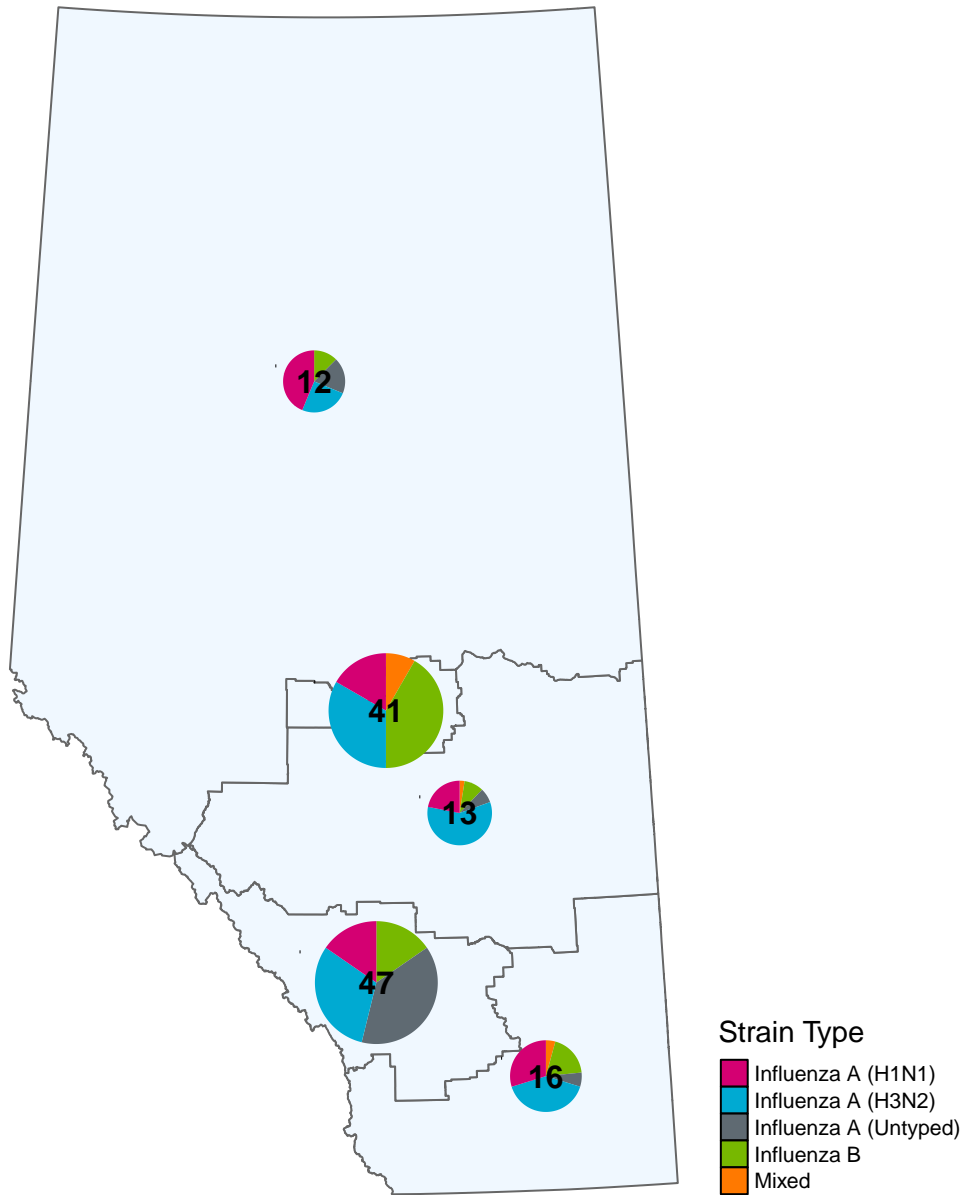 12
41
13
47
16
Strain Type
Influenza A (H1N1)
Influenza A (H3N2)
Influenza A (Untyped)
Influenza B
Mixed